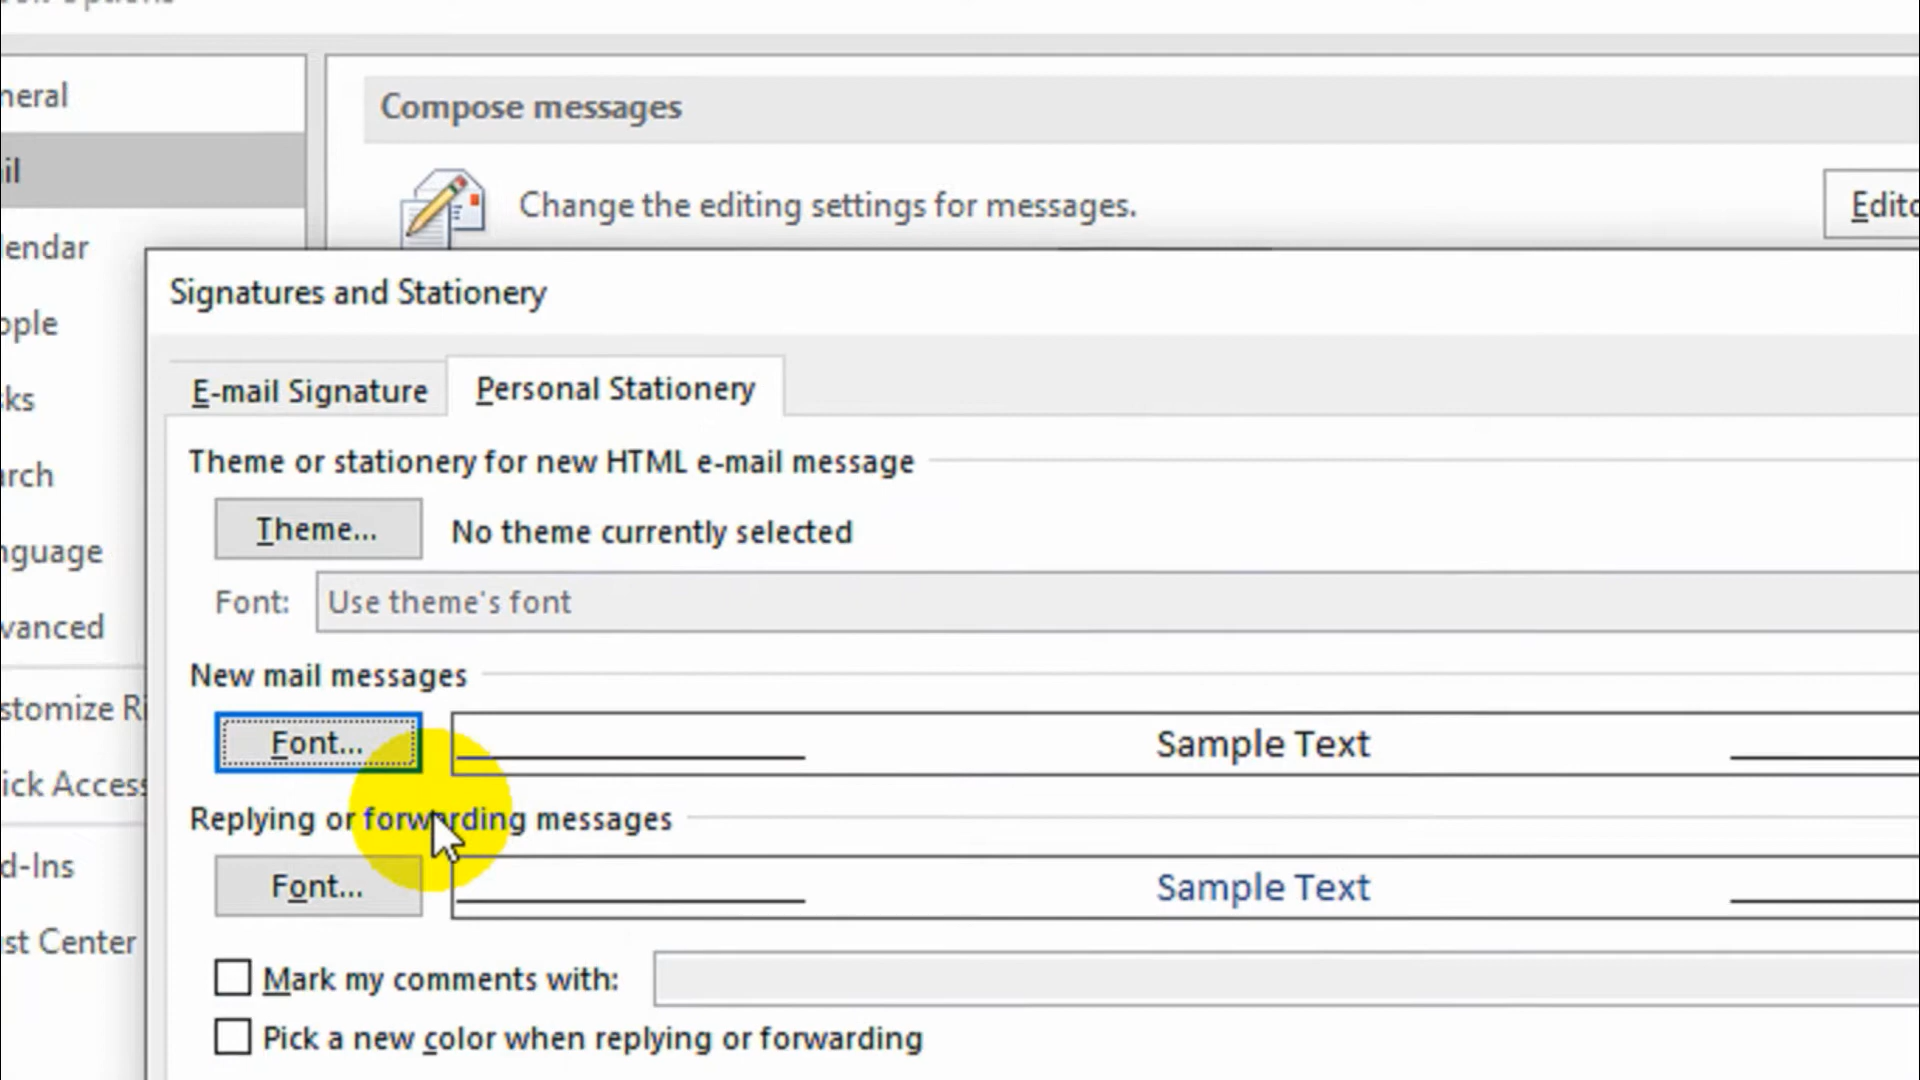 neral
Compose messages
il
Change the editing settings for messages.
Edito
lendar
Signatures and Stationery
ople
E-mail Signature
Personal Stationery
sks
Theme or stationery for new HTML e-mail message
arch
Theme...
No theme currently selected
nguage
Font:
Use theme's font
vanced
New mail messages
stomize Ri
Font...
Sample Text
ick Access
Replying or forwarding messages
d-Ins
Font...
Sample Text
st Center
Mark my comments with:
Pick a new color when replying or forwarding